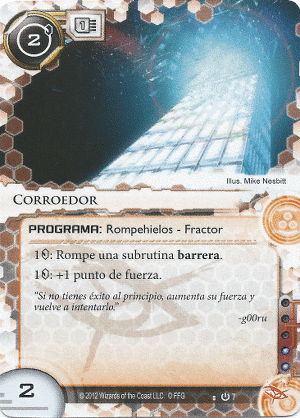 2
1
Illus. Mike Nesbitt
CORROEDOR
PROGRAMA: Rompehielos - Fractor
1: Rompe una subrutina barrera.
1: +1 punto de fuerza.
"Si no tienes éxito al principio, aumenta su fuerza y
vuelve a intentarlo."
-g00ru
2
© 2012 Wizards of the Coast LLC. © FFG
7